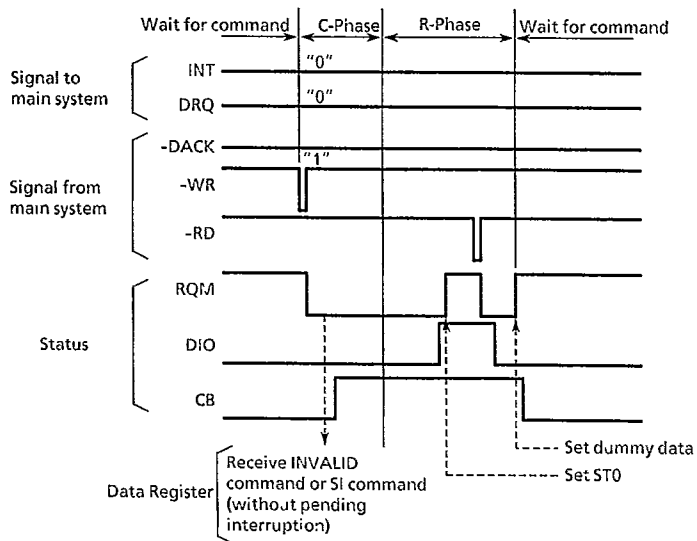 Wait for command C-Phase R-Phase Wait for command
Signal to
main system
INT "0"
DRQ "0"
Signal from
main system
-DACK
"1"
-WR
-RD
Status
RQM
DIO
CB
Set dummy data
Set ST0
Data Register
Receive INVALID
command or SI command
(without pending
interruption)